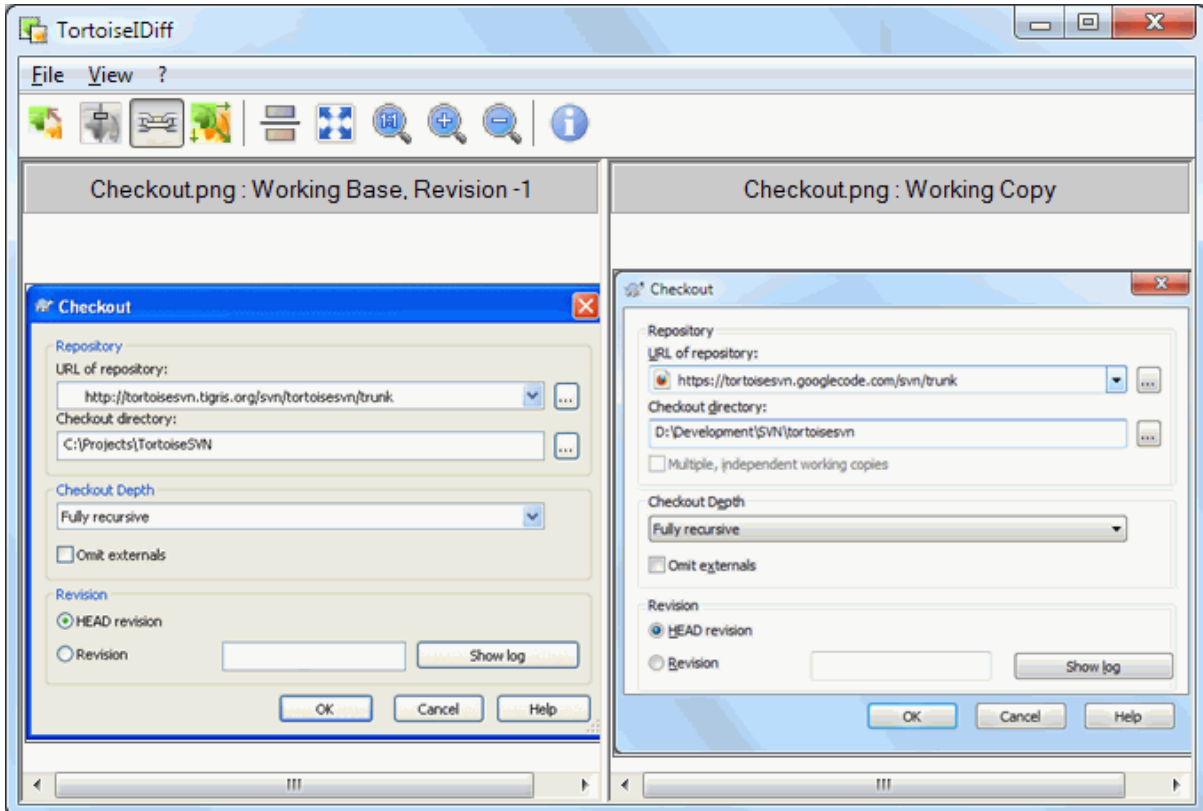 TortoiseIDiff
File View ?
Checkout.png : Working Base, Revision -1
Checkout
Repository
URL of repository:
http://tortoisesvn.tigris.org/svn/tortoisesvn/trunk
...
Checkout directory:
C:\Projects\TortoiseSVN
...
Checkout Depth
Fully recursive
Omit externals
Revision
HEAD revision
Revision
Show log
OK Cancel Help
Checkout.png : Working Copy
Checkout
Repository
URL of repository:
https://tortoisesvn.googlecode.com/svn/trunk
...
Checkout directory:
D:\Development\SVN\tortoisesvn
...
Multiple, independent working copies
Checkout Depth
Fully recursive
Omit externals
Revision
HEAD revision
Revision
Show log
OK Cancel Help